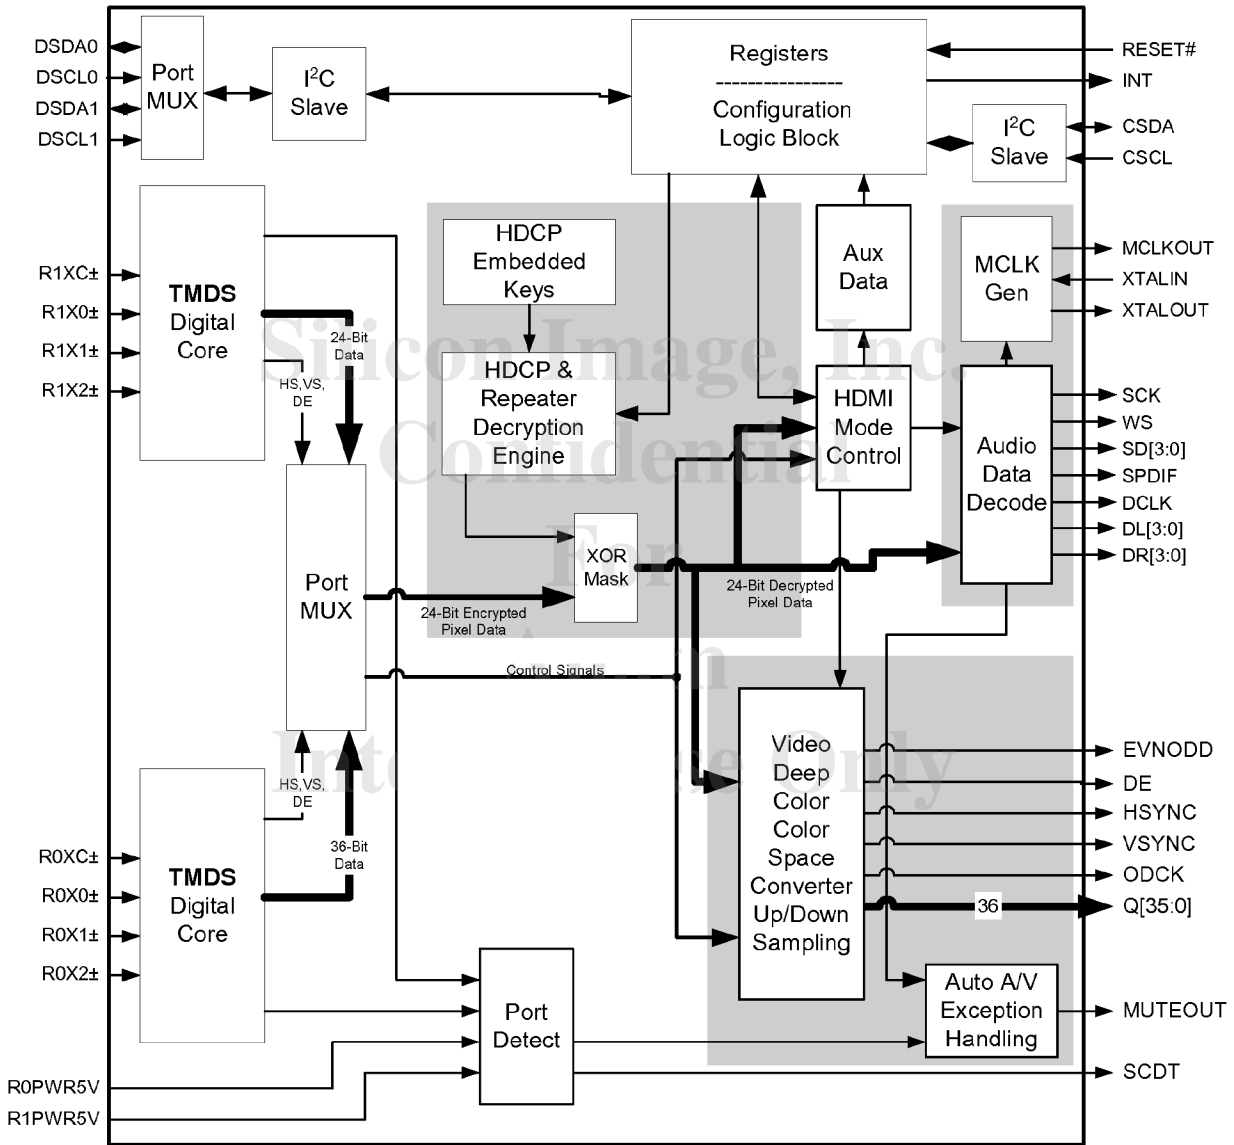 DSDA0
DSCL0
DSDA1
DSCL1
Port
MUX
I²C
Slave
Registers
Configuration
Logic Block
RESET#
INT
I²C
Slave
CSDA
CSCL
TMDS
Digital
Core
R1XC±
R1X0±
R1X1±
R1X2±
24-Bit
Data
HS,VS,
DE
HDCP
Embedded
Keys
HDCP &
Repeater
Decryption
Engine
XOR
Mask
Aux
Data
HDMI
Mode
Control
MCLK
Gen
MCLKOUT
XTALIN
XTALOUT
Audio
Data
Decode
SCK
WS
SD[3:0]
SPDIF
DCLK
DL[3:0]
DR[3:0]
Port
MUX
24-Bit Encrypted
Pixel Data
24-Bit Decrypted
Pixel Data
Control Signals
HS,VS,
DE
36-Bit
Data
TMDS
Digital
Core
R0XC±
R0X0±
R0X1±
R0X2±
R0PWR5V
R1PWR5V
Port
Detect
Video
Deep
Color
Color
Space
Converter
Up/Down
Sampling
EVNODD
DE
HSYNC
VSYNC
ODCK
36
Q[35:0]
Auto A/V
Exception
Handling
MUTEOUT
SCDT
Silicon Image, Inc.
Confidential
For
Only